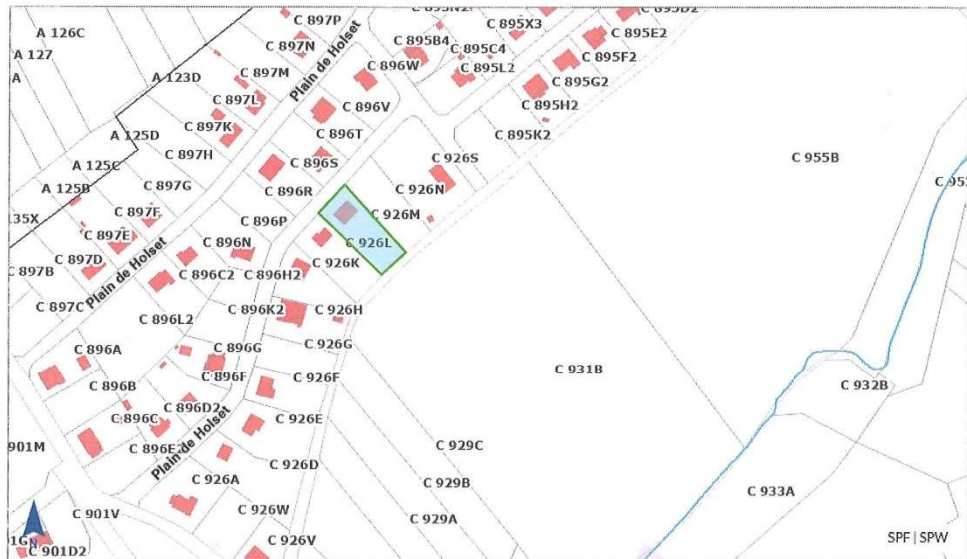 A 126C
C 897P
C 895X3
C 895E2
A 127
C 897N
C 895B4
C 895C4
C 895F2
A
A 123D
C 897M
Plain de Holset
C 896W
C 895L2
C 895G2
C 897L
C 896V
C 895H2
A 125D
C 897K
C 896T
C 895K2
C 897H
C 896S
C 926S
C 955B
A 125C
C 897G
C 896R
C 926N
A 125B
C 926M
135X
C 897F
C 896P
C 897E
C 896N
C 926L
C 897D
Plain de Holset
C 926K
C 897B
C 896C2
C 896H2
C 897C
C 896K2
C 926H
C 896L2
C 896A
C 896G
C 926G
C 896F
C 926F
C 931B
C 896B
C 932B
C 896D2
C 896C
C 926E
901M
C 896E2
Plain de Holset
C 929C
C 926D
C 926A
C 929B
C 933A
C 901V
C 926W
C 929A
N
C 901D2
C 926V
SPF | SPW